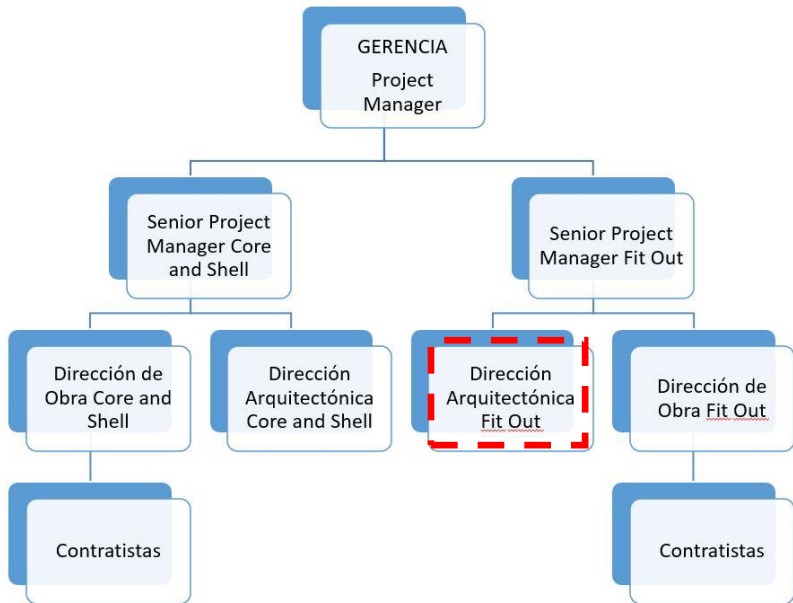 GERENCIA
Project
Manager
Senior Project
Manager Core
and Shell
Senior Project
Manager Fit Out
Dirección de
Obra Core and
Shell
Dirección
Arquitectónica
Core and Shell
Dirección
Arquitectónica
Fit Out
Dirección de
Obra Fit Out
Contratistas
Contratistas